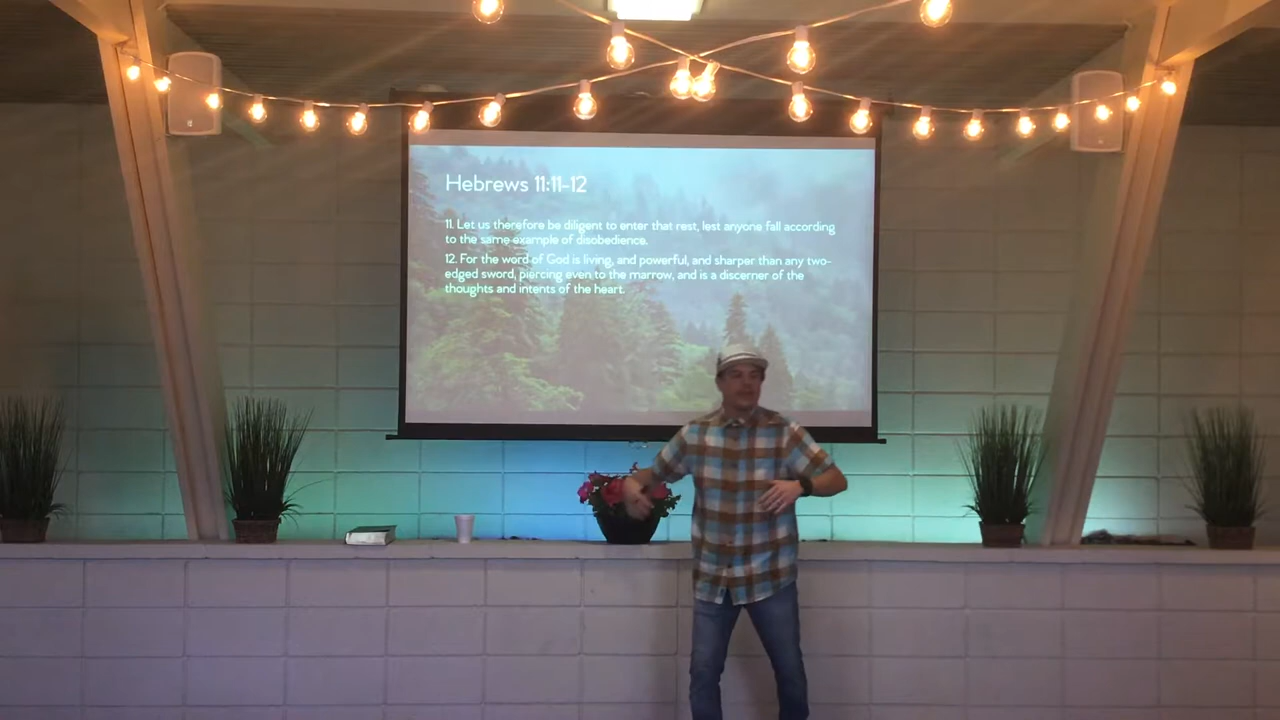 Hebrews 11:11-12
11. Let us therefore be diligent to enter that rest, lest anyone fall according
to the same example of disobedience.
12. For the word of God is living, and powerful, and sharper than any two-
edged sword, piercing even to the marrow, and is a discerner of the
thoughts and intents of the heart.